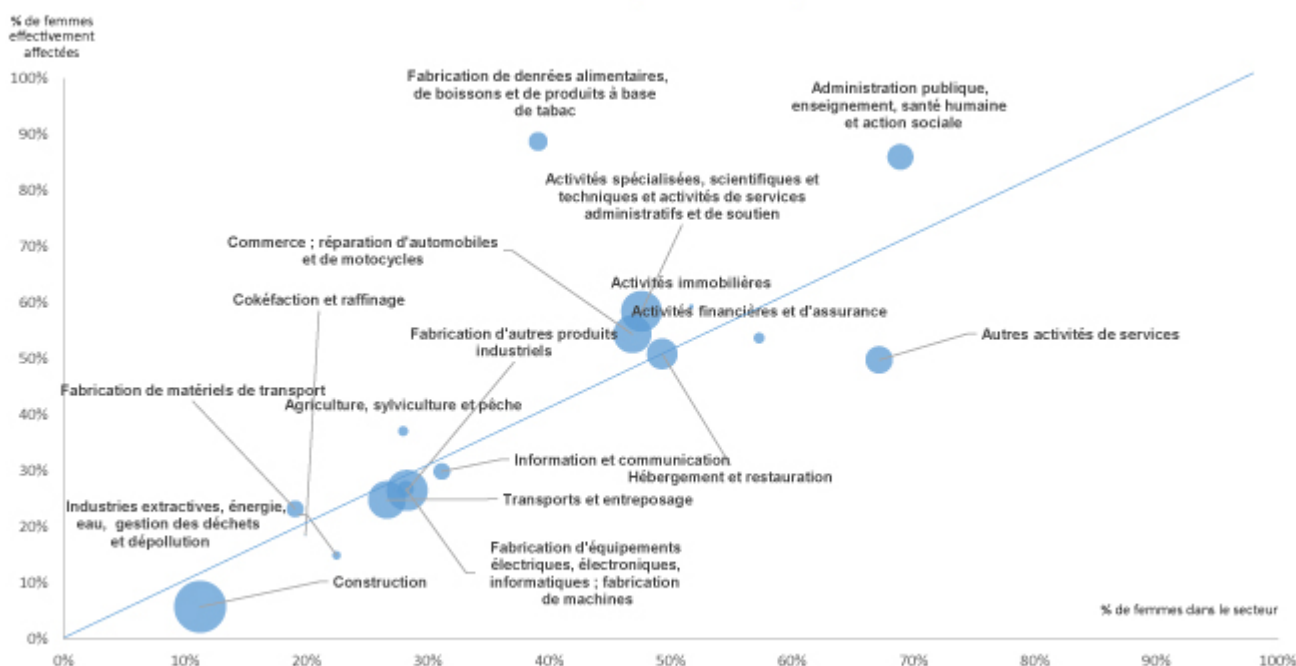 % de femmes
effectivement
affectées
100%
90%
80%
70%
60%
50%
40%
30%
20%
10%
0%
Fabrication de denrées alimentaires,
de boissons et de produits à base
de tabac
Administration publique,
enseignement, santé humaine
et action sociale
Activités spécialisées, scientifiques et
techniques et activités de services
administratifs et de soutien
Commerce ; réparation d'automobiles
et de motocycles
Activités immobilières
Cokéfaction et raffinage
Activités financières et d'assurance
Fabrication d'autres produits
industriels
Autres activités de services
Fabrication de matériels de transport
Agriculture, sylviculture et pêche
Information et communication
Hébergement et restauration
Industries extractives, énergie,
eau, gestion des déchets
et dépollution
Transports et entreposage
Fabrication d'équipements
électriques, électroniques,
informatiques ; fabrication
de machines
Construction
% de femmes dans le secteur
0% 10% 20% 30% 40% 50% 60% 70% 80% 90% 100%